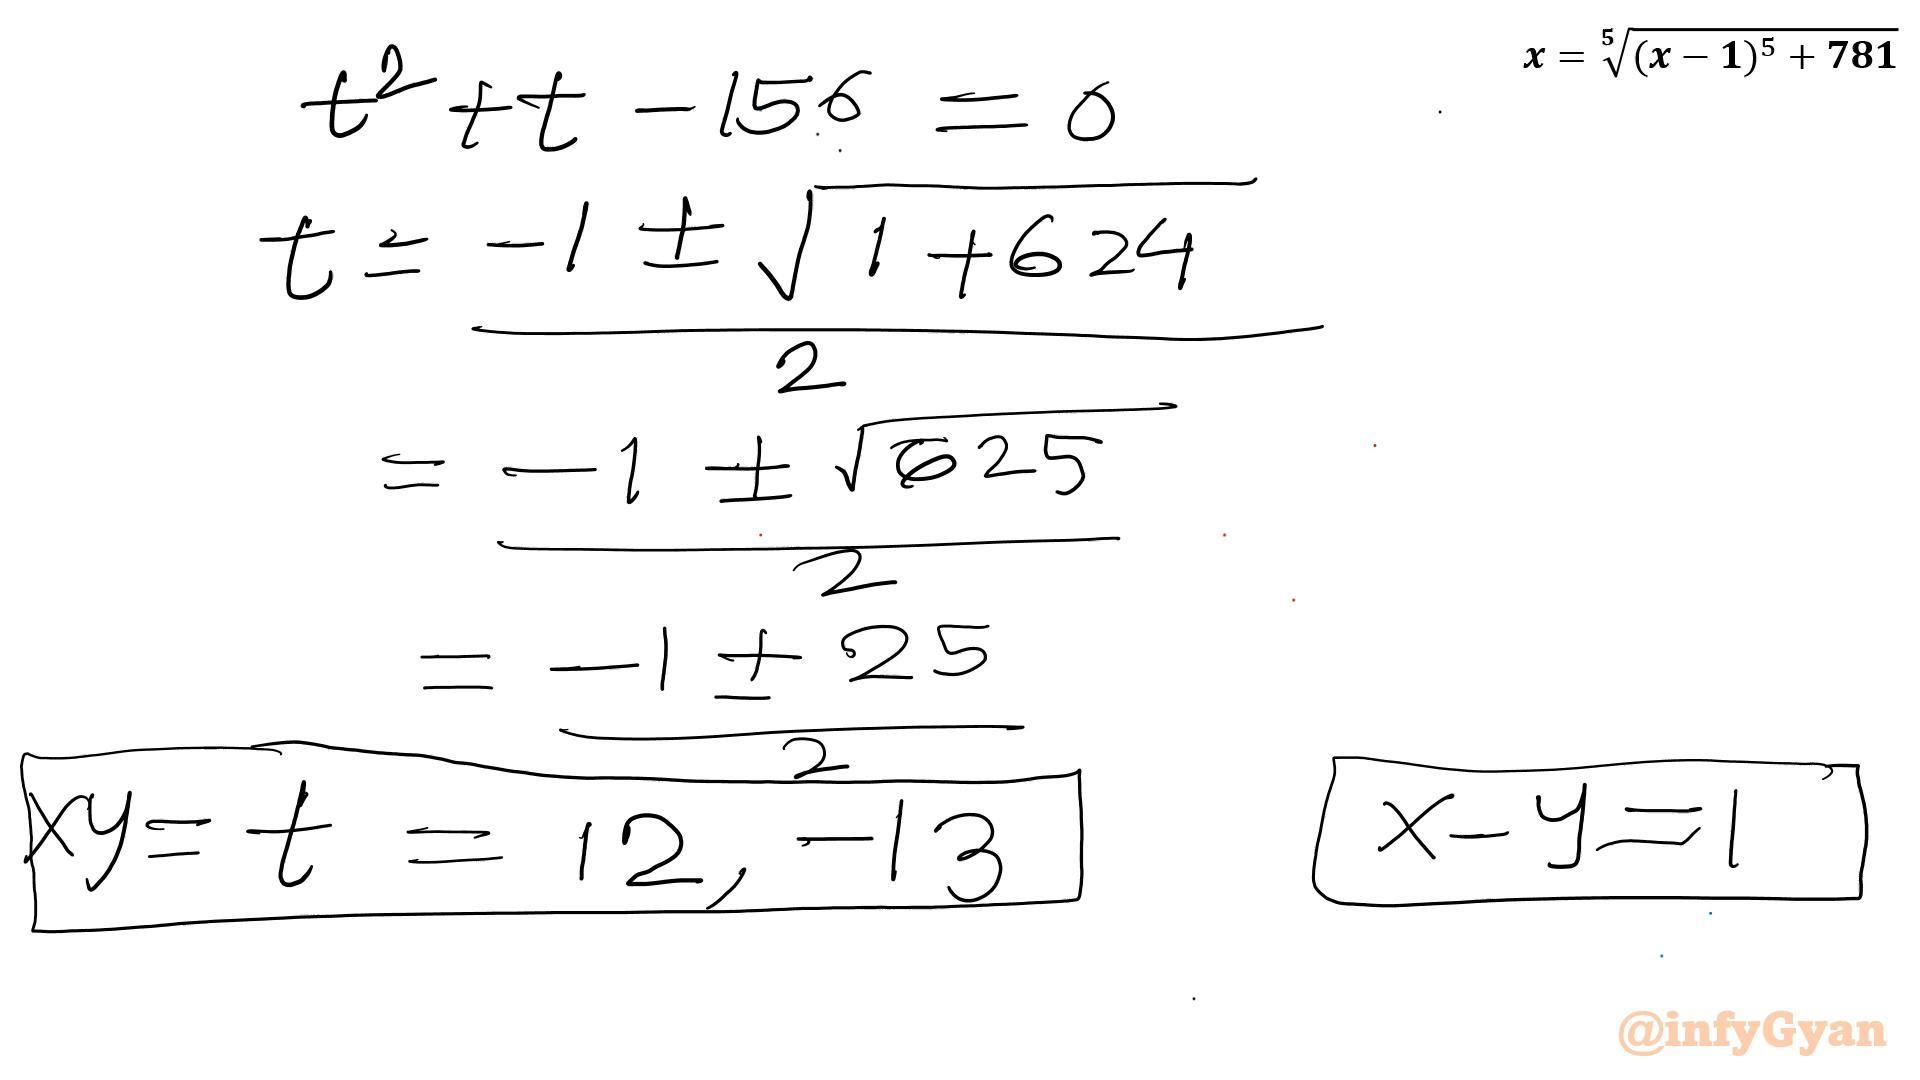 x = ⁵√((x − 1)⁵ + 781)
t² + t − 156 = 0
t = −1 ± √(1 + 624)
2
= −1 ± √625
2
= −1 ± 25
2
xy = t = 12, −13
x − y = 1
@infyGyan